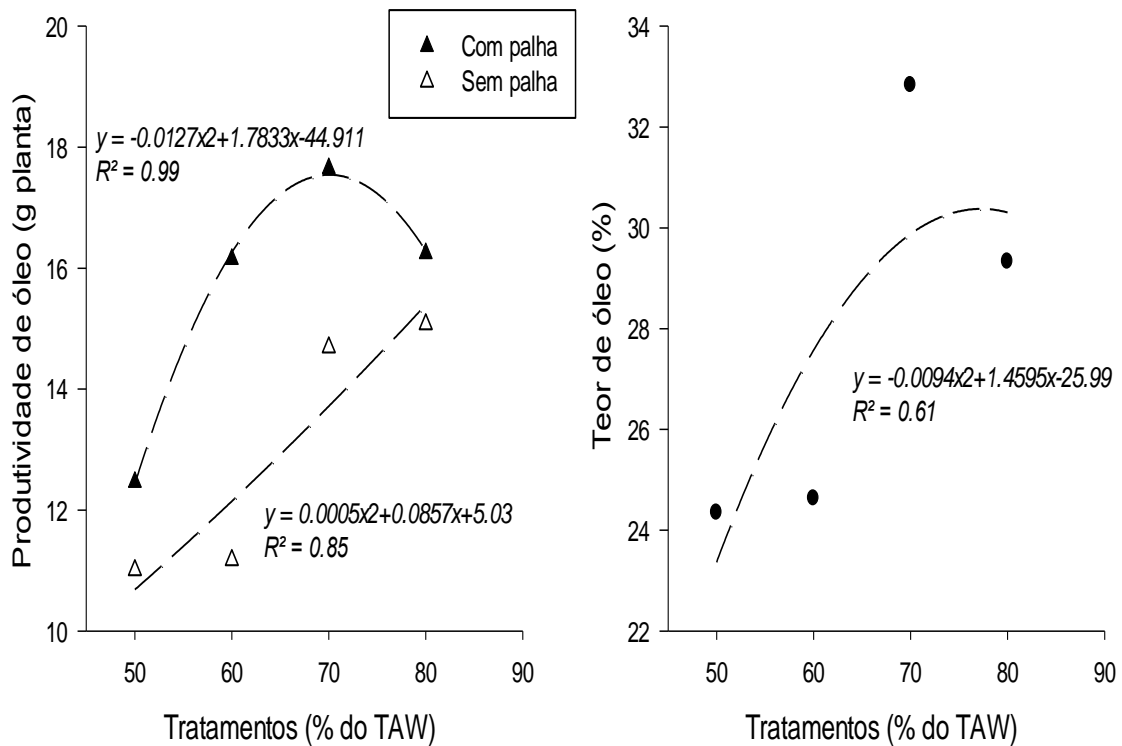 Produtividade de óleo (g planta)
20
18
16
14
12
10
50 60 70 80 90
Tratamentos (% do TAW)
Com palha
Sem palha
y = -0.0127x2+1.7833x-44.911
R² = 0.99
y = 0.0005x2+0.0857x+5.03
R² = 0.85
Teor de óleo (%)
34
32
30
28
26
24
22
50 60 70 80 90
Tratamentos (% do TAW)
y = -0.0094x2+1.4595x-25.99
R² = 0.61